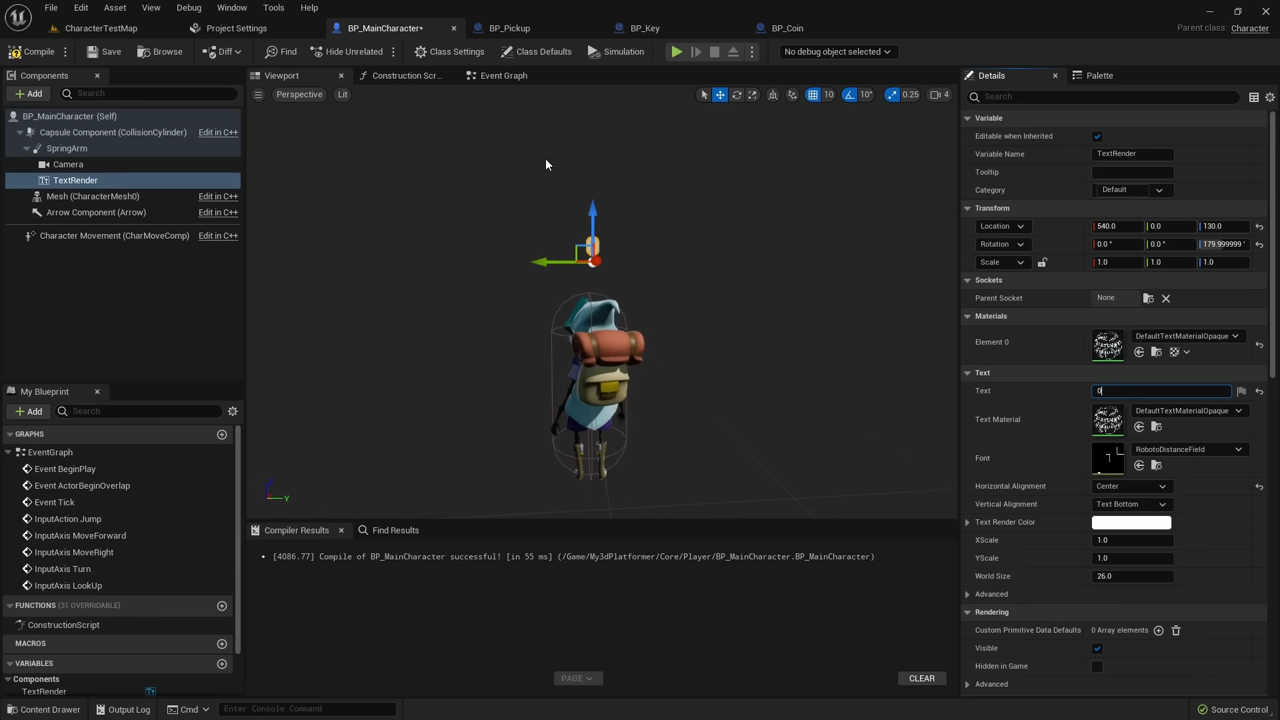 File Edit Asset View Debug Window Tools Help
CharacterTestMap Project Settings BP_MainCharacter* BP_Pickup BP_Key BP_Coin Parent class: Character
Compile Save Browse Diff Find Hide Unrelated Class Settings Class Defaults Simulation No debug object selected
Components Viewport Construction Scr... Event Graph Details Palette
Add Search Perspective Lit 10 10° 0.25 4 Search
BP_MainCharacter (Self)
Capsule Component (CollisionCylinder) Edit in C++
SpringArm
Camera
TextRender
Mesh (CharacterMesh0) Edit in C++
Arrow Component (Arrow) Edit in C++
Character Movement (CharMoveComp) Edit in C++
Variable
Editable when Inherited
Variable Name TextRender
Tooltip
Category Default
Transform
Location 540.0 0.0 130.0
Rotation 0.0 ° 0.0 ° 179.999999 °
Scale 1.0 1.0 1.0
Sockets
Parent Socket None
Materials
Element 0 DefaultTextMaterialOpaque
Text
Text 0
Text Material DefaultTextMaterialOpaque
Font RobotoDistanceField
Horizontal Alignment Center
Vertical Alignment Text Bottom
Text Render Color
XScale 1.0
YScale 1.0
World Size 26.0
Advanced
Rendering
Custom Primitive Data Defaults 0 Array elements
Visible
Hidden in Game
Advanced
My Blueprint
Add Search
GRAPHS
EventGraph
Event BeginPlay
Event ActorBeginOverlap
Event Tick
InputAction Jump
InputAxis MoveForward
InputAxis MoveRight
InputAxis Turn
InputAxis LookUp
FUNCTIONS (31 OVERRIDABLE)
ConstructionScript
MACROS
VARIABLES
Components
TextRender
Y
Compiler Results Find Results
[4086.77] Compile of BP_MainCharacter successful! [in 55 ms] (/Game/My3dPlatformer/Core/Player/BP_MainCharacter.BP_MainCharacter)
PAGE CLEAR
Content Drawer Output Log Cmd Enter Console Command Source Control